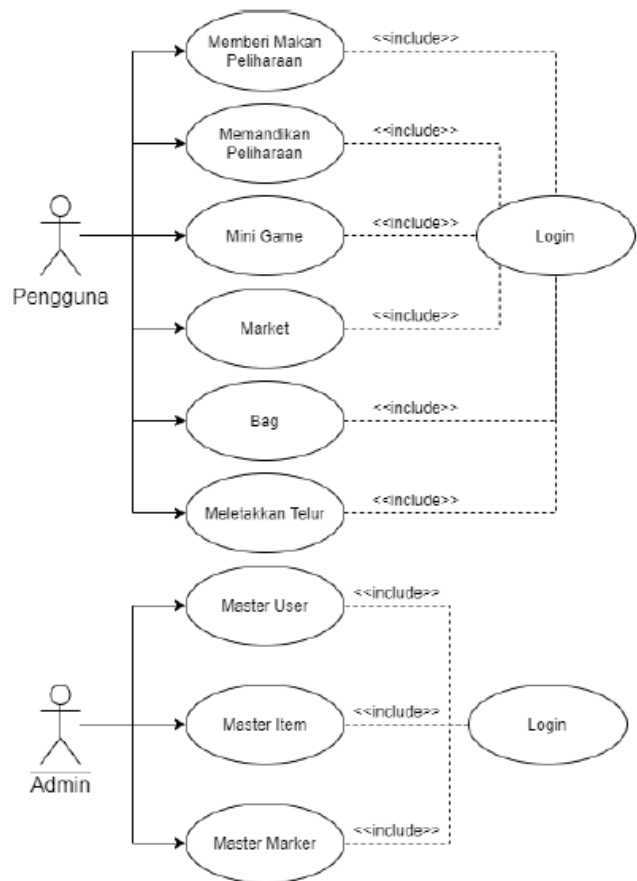 Memberi Makan
Peliharaan
<<include>>
Memandikan
Peliharaan
<<include>>
Mini Game
<<include>>
Login
Pengguna
Market
<<include>>
Bag
<<include>>
Meletakkan Telur
<<include>>
Master User
<<include>>
Master Item
<<include>>
Login
Admin
Master Marker
<<include>>